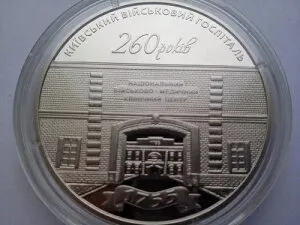 КИЇВСЬКИЙ ВІЙСЬКОВИЙ ГОСПІТАЛЬ
260 років
НАЦІОНАЛЬНИЙ
ВІЙСЬКОВО - МЕДИЧНИЙ
КЛІНІЧНИЙ ЦЕНТР
1755